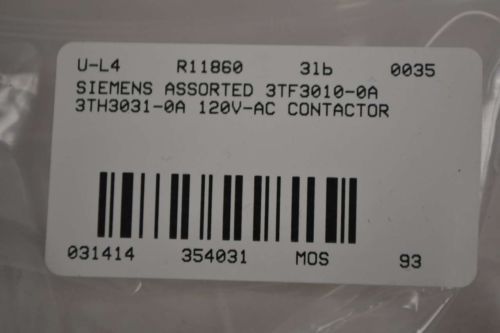 U-L4 R11860 31b 0035
SIEMENS ASSORTED 3TF3010-0A
3TH3031-0A 120V-AC CONTACTOR
031414 354031 MOS 93